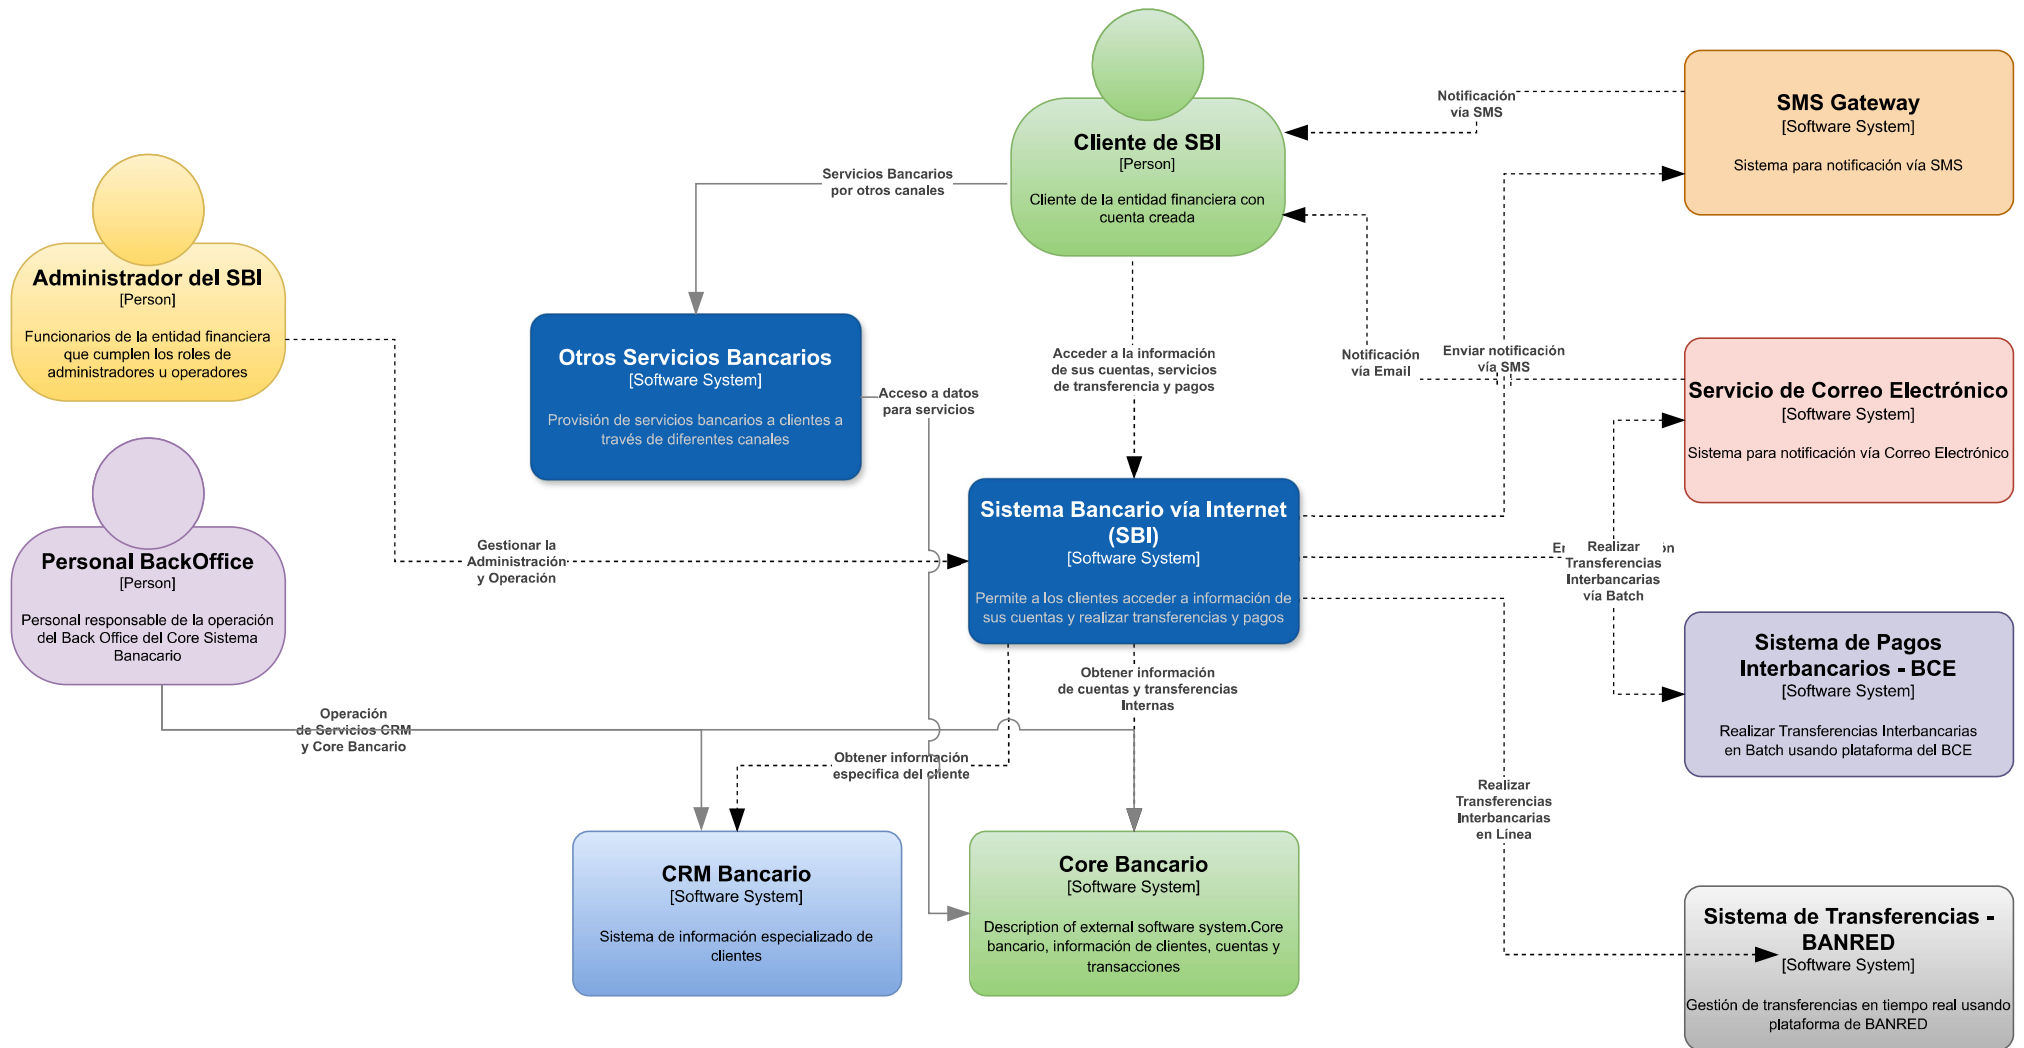 Cliente de SBI
[Person]
Cliente de la entidad financiera con
cuenta creada
Notificación
vía SMS
SMS Gateway
[Software System]
Sistema para notificación vía SMS
Servicios Bancarios
por otros canales
Administrador del SBI
[Person]
Funcionarios de la entidad financiera
que cumplen los roles de
administradores u operadores
Otros Servicios Bancarios
[Software System]
Provisión de servicios bancarios a clientes a
través de diferentes canales
Acceso a datos
para servicios
Acceder a la información
de sus cuentas, servicios
de transferencia y pagos
Notificación
vía Email
Enviar notificación
vía SMS
Servicio de Correo Electrónico
[Software System]
Sistema para notificación vía Correo Electrónico
Personal BackOffice
[Person]
Personal responsable de la operación
del Back Office del Core Sistema
Banacario
Gestionar la
Administración
y Operación
Sistema Bancario vía Internet
(SBI)
[Software System]
Permite a los clientes acceder a información de
sus cuentas y realizar transferencias y pagos
Realizar
Transferencias
Interbancarias
vía Batch
Sistema de Pagos
Interbancarios - BCE
[Software System]
Realizar Transferencias Interbancarias
en Batch usando plataforma del BCE
Operación
de Servicios CRM
y Core Bancario
Obtener información
de cuentas y transferencias
Internas
Obtener información
especifica del cliente
Realizar
Transferencias
Interbancarias
en Línea
CRM Bancario
[Software System]
Sistema de información especializado de
clientes
Core Bancario
[Software System]
Description of external software system.Core
bancario, información de clientes, cuentas y
transacciones
Sistema de Transferencias -
BANRED
[Software System]
Gestión de transferencias en tiempo real usando
plataforma de BANRED